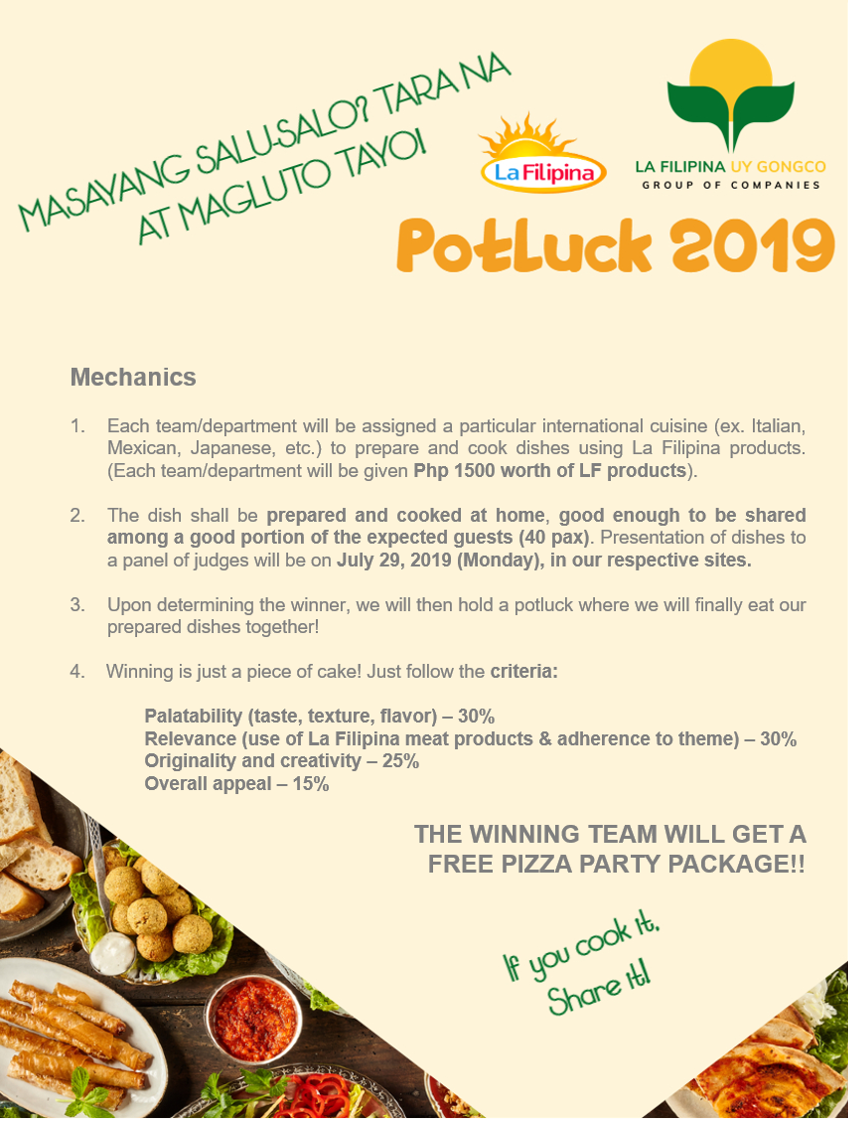 MASAYANG SALU-SALO? TARA NA
AT MAGLUTO TAYO!
La Filipina
LA FILIPINA UY GONGCO
GROUP OF COMPANIES
Potluck 2019
Mechanics
1. Each team/department will be assigned a particular international cuisine (ex. Italian,
Mexican, Japanese, etc.) to prepare and cook dishes using La Filipina products.
(Each team/department will be given Php 1500 worth of LF products).
2. The dish shall be prepared and cooked at home, good enough to be shared
among a good portion of the expected guests (40 pax). Presentation of dishes to
a panel of judges will be on July 29, 2019 (Monday), in our respective sites.
3. Upon determining the winner, we will then hold a potluck where we will finally eat our
prepared dishes together!
4. Winning is just a piece of cake! Just follow the criteria:
Palatability (taste, texture, flavor) – 30%
Relevance (use of La Filipina meat products & adherence to theme) – 30%
Originality and creativity – 25%
Overall appeal – 15%
THE WINNING TEAM WILL GET A
FREE PIZZA PARTY PACKAGE!!
If you cook it,
Share it!